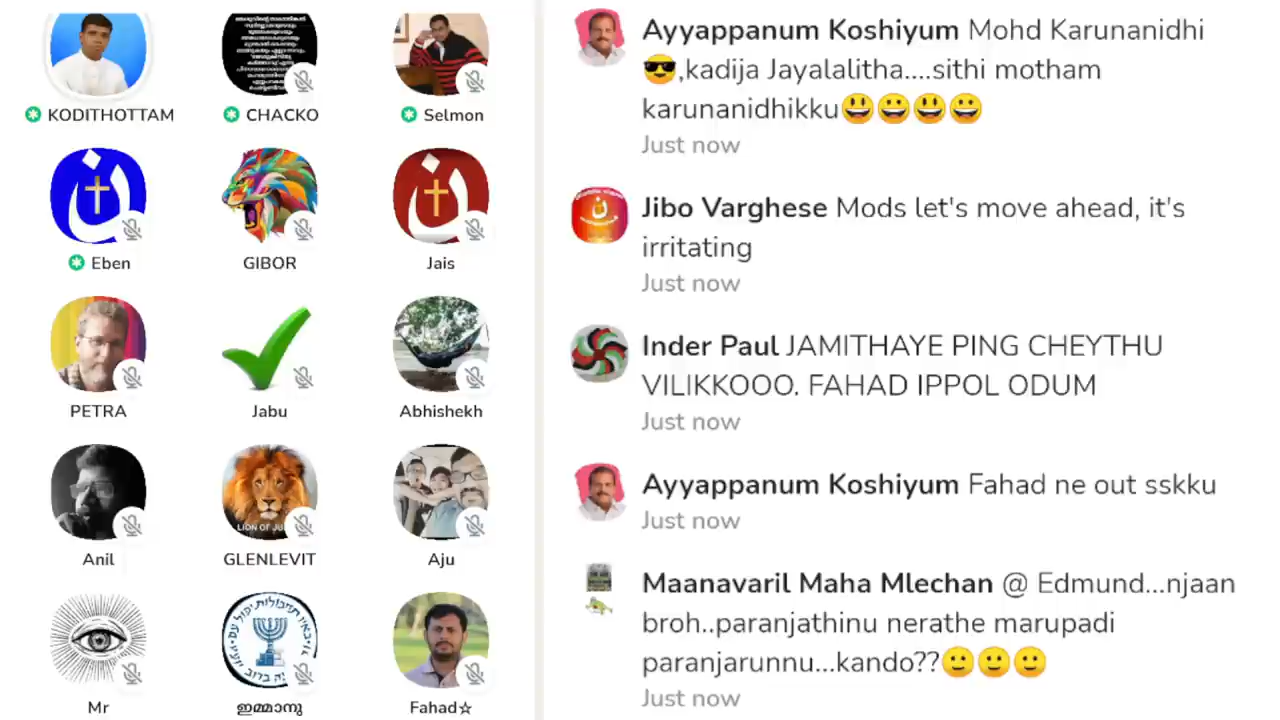 KODITHOTTAM
CHACKO
Selmon
Eben
GIBOR
Jais
PETRA
Jabu
Abhishekh
Anil
LION OF JU
GLENLEVIT
Aju
Mr
ഇമ്മാനു
Fahad☆
Ayyappanum Koshiyum Mohd Karunanidhi
😎,kadija Jayalalitha....sithi motham
karunanidhikku😃😀😃😀
Just now
Jibo Varghese Mods let's move ahead, it's
irritating
Just now
Inder Paul JAMITHAYE PING CHEYTHU
VILIKKOOO. FAHAD IPPOL ODUM
Just now
Ayyappanum Koshiyum Fahad ne out sskku
Just now
Maanavaril Maha Mlechan @ Edmund...njaan
broh..paranjathinu nerathe marupadi
paranjarunnu...kando??🙂🙂🙂
Just now